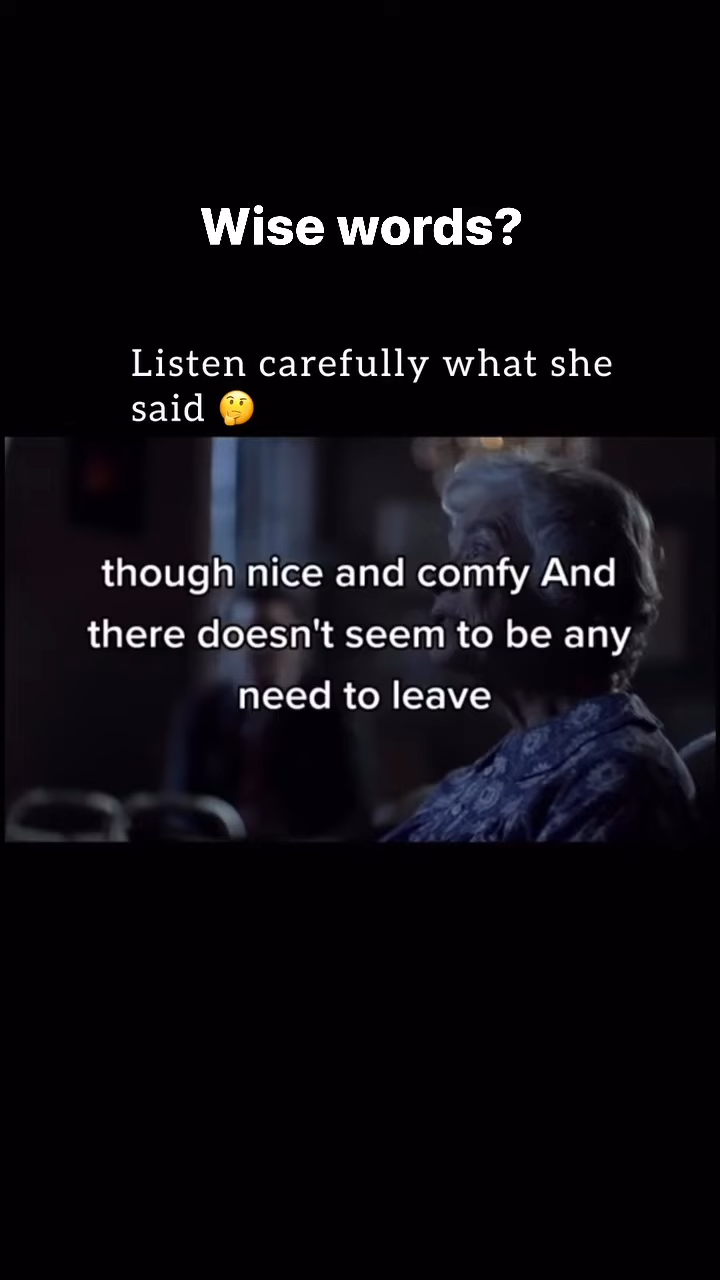 Wise words?
Listen carefully what she
said 🤔
though nice and comfy And
there doesn't seem to be any
need to leave